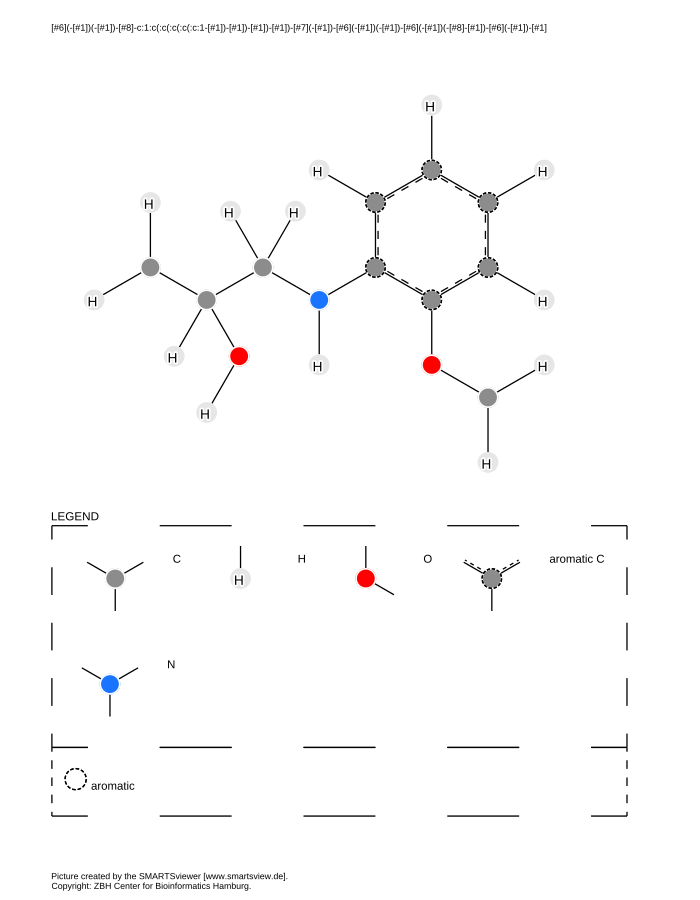 [#6](-[#1])(-[#1])-[#8]-c:1:c(:c(:c(:c(:c:1-[#1])-[#1])-[#1])-[#1])-[#7](-[#1])-[#6](-[#1])(-[#1])-[#6](-[#1])(-[#8]-[#1])-[#6](-[#1])-[#1]
H
H
H
H
H
H
H
H
H
H
H
H
H
H
LEGEND
C
H
H
O
aromatic C
N
aromatic
Picture created by the SMARTSviewer [www.smartsview.de].
Copyright: ZBH Center for Bioinformatics Hamburg.